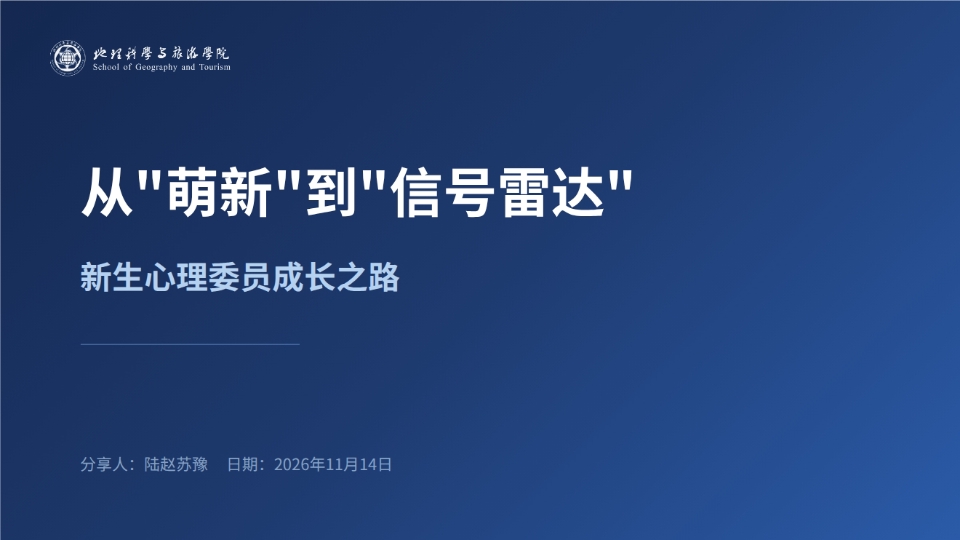 地理科學与旅游學院
School of Geography and Tourism
从"萌新"到"信号雷达"
新生心理委员成长之路
分享人：陆赵苏豫 日期：2026年11月14日